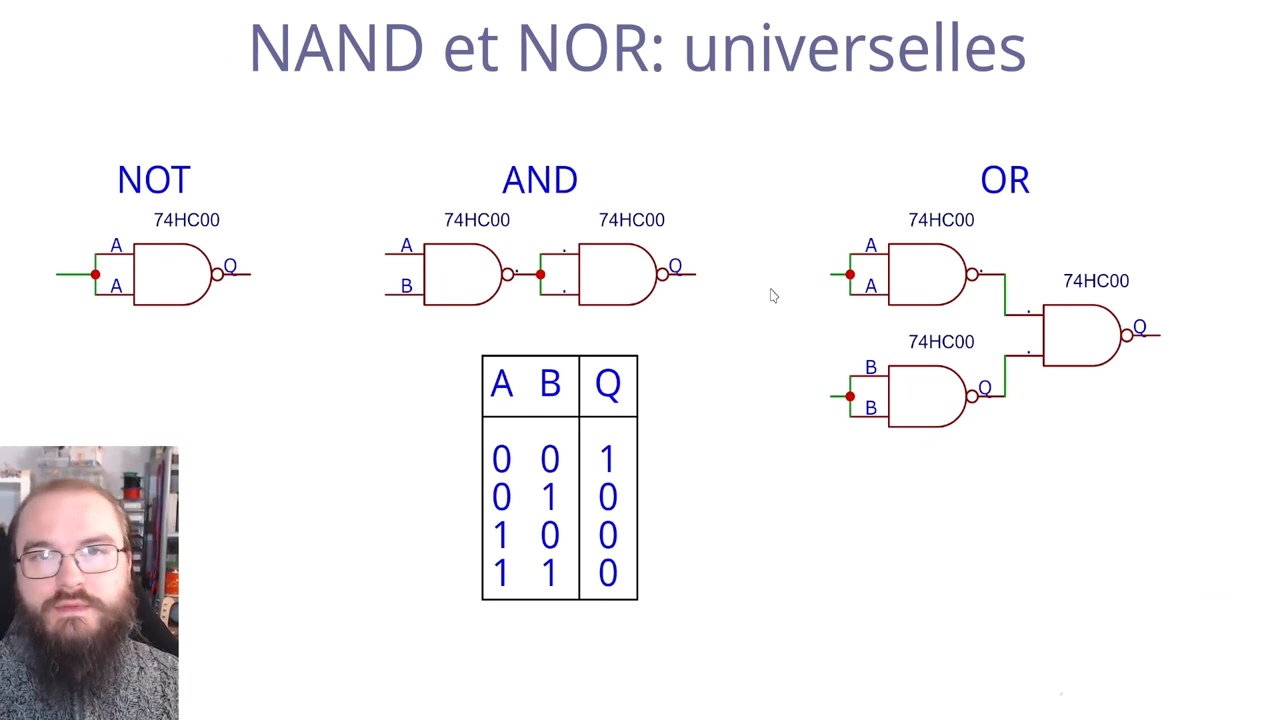 NAND et NOR: universelles
NOT
AND
OR
74HC00
A
A
Q
74HC00
74HC00
A
B
Q
74HC00
A
A
74HC00
B
B
Q
74HC00
Q
A B Q
0 0 1
0 1 0
1 0 0
1 1 0